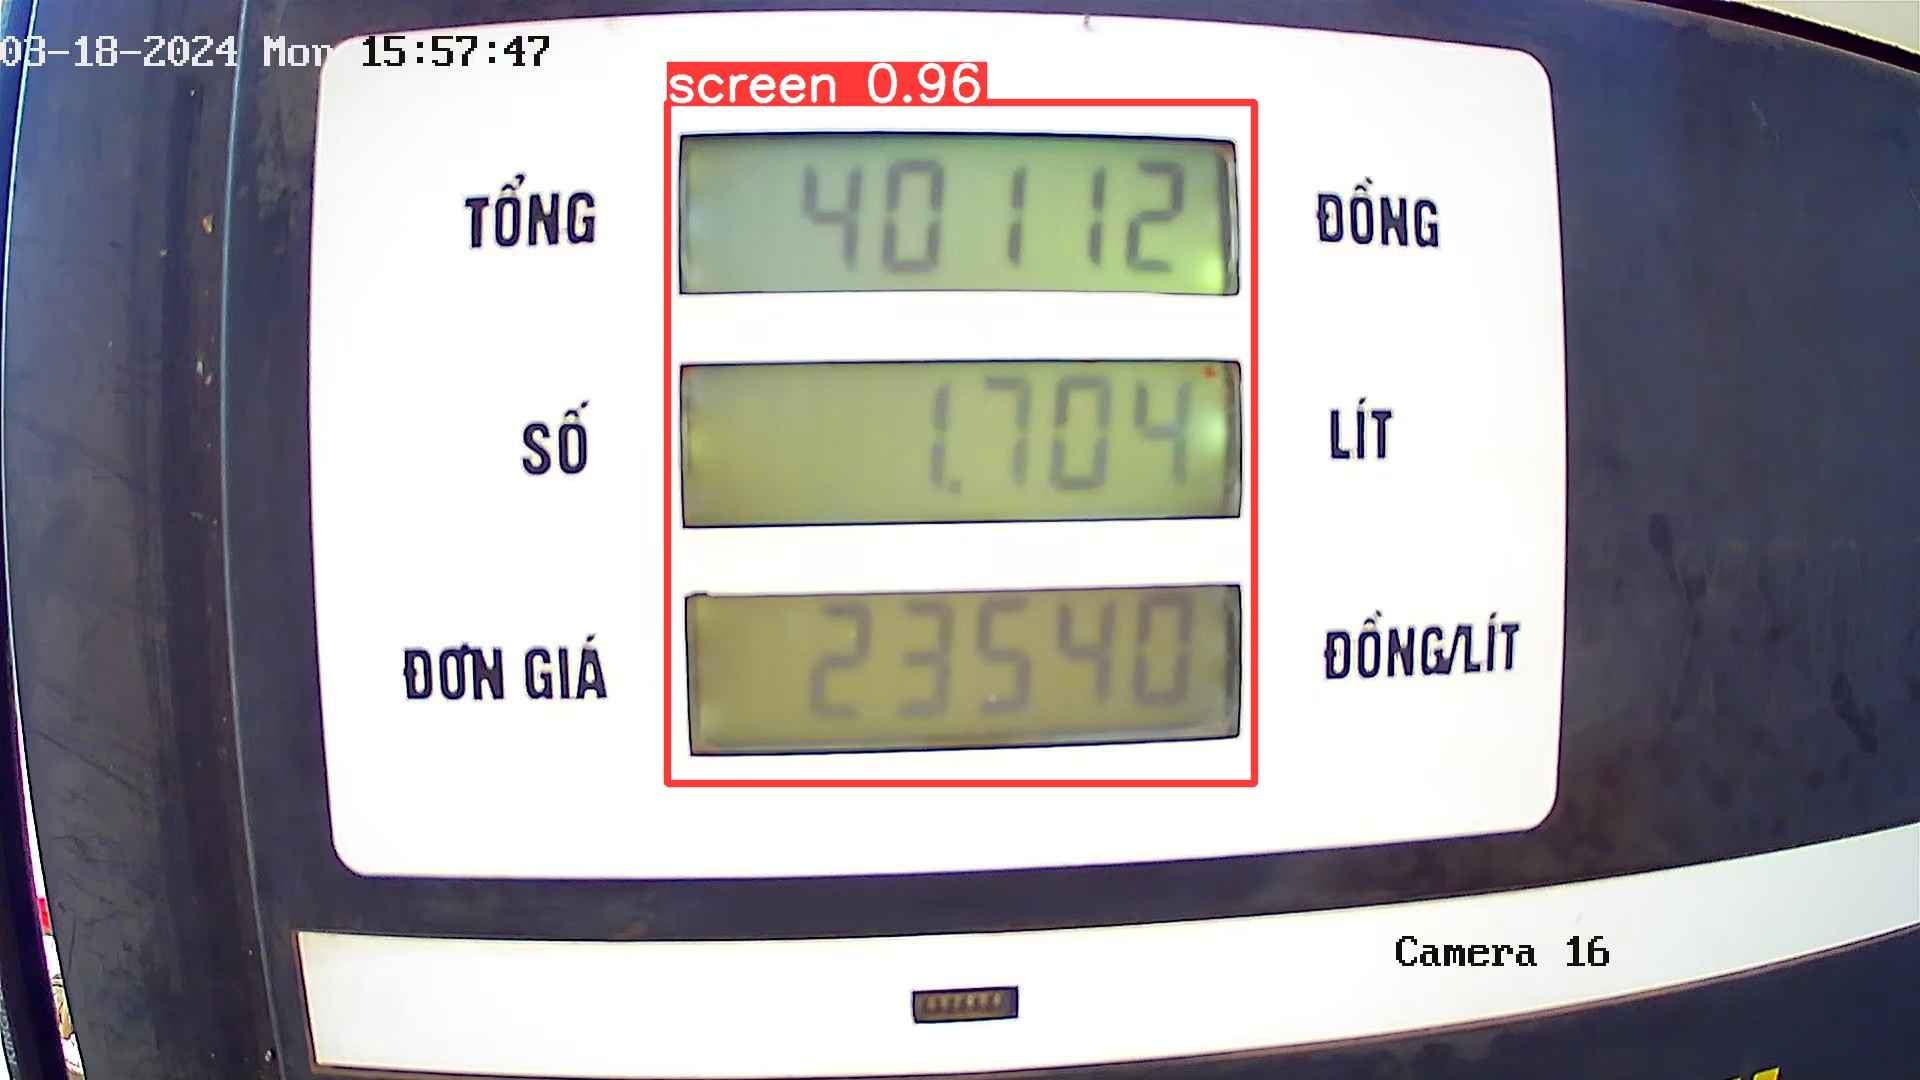 03-18-2024 Mon 15:57:47
screen 0.96
TỔNG 40112 ĐỒNG
SỐ 1.704 LÍT
ĐƠN GIÁ 23540 ĐỒNG/LÍT
Camera 16